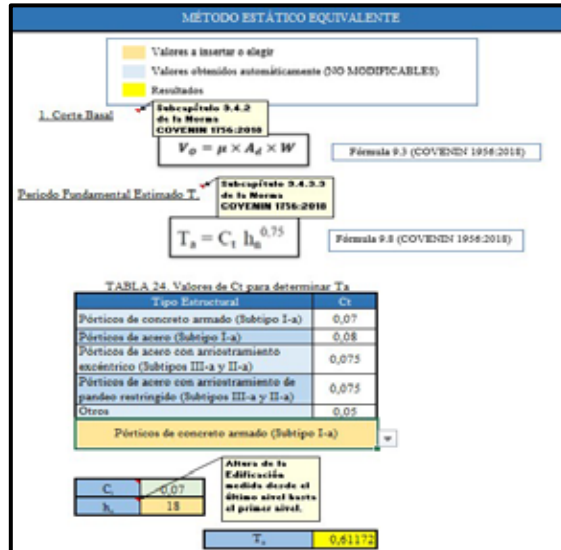 MÉTODO ESTÁTICO EQUIVALENTE
Valores a insertar o elegir
Valores obtenidos automáticamente (NO MODIFICABLES)
Resultados
1. Corte Basal
Subcapítulo 9.4.2
de la Norma
COVENIN 1756:2018
V₀ = μ × A_d × W
Fórmula 9.3 (COVENIN 1956:2018)
Periodo Fundamental Estimado T.
Subcapítulo 9.4.3.3
de la Norma
COVENIN 1756:2018
Tₐ = Cₜ hₙ^0,75
Fórmula 9.8 (COVENIN 1956:2018)
TABLA 24. Valores de Ct para determinar Ta
Tipo Estructural Ct
Pórticos de concreto armado (Subtipo I-a) 0,07
Pórticos de acero (Subtipo I-a) 0,08
Pórticos de acero con arriostramiento
excéntrico (Subtipos III-a y II-a) 0,075
Pórticos de acero con arriostramiento de
pandeo restringido (Subtipos III-a y II-a) 0,075
Otros 0,05
Pórticos de concreto armado (Subtipo I-a)
Altura de la
Edificación
medida desde el
último nivel hasta
el primer nivel.
Cₜ 0,07
hₙ 18
Tₐ 0,61172